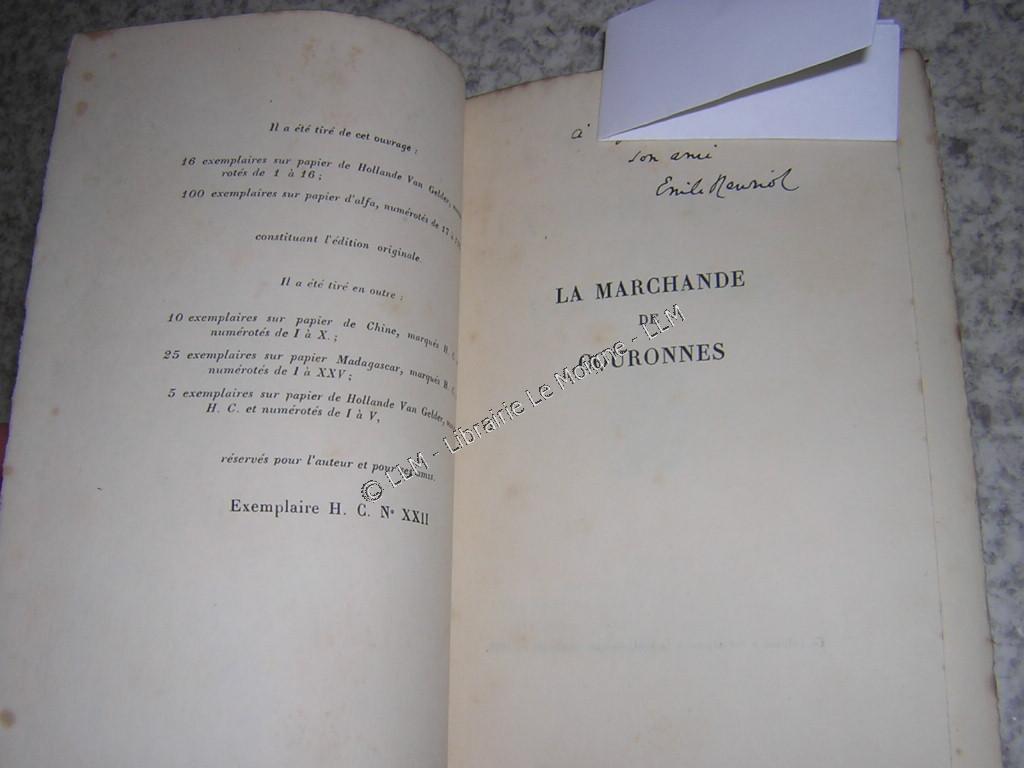 Il a été tiré de cet ouvrage :
16 exemplaires sur papier de Hollande Van Gelder,
rotés de 1 à 16 ;
100 exemplaires sur papier d'alfa, numérotés de 17 à
constituant l'édition originale.
Il a été tiré en outre :
10 exemplaires sur papier de Chine, marqués H. C.
numérotés de I à X. ;
25 exemplaires sur papier Madagascar, marqués H. C.
numérotés de I à XXV ;
5 exemplaires sur papier de Hollande Van Gelder,
H. C. et numérotés de I à V,
réservés pour l'auteur et pour ses amis.
Exemplaire H. C. No XXII
à
son ami
Emile Henriot
LA MARCHANDE
DE
COURONNES
© LLM - Librairie Le Molione - LLM